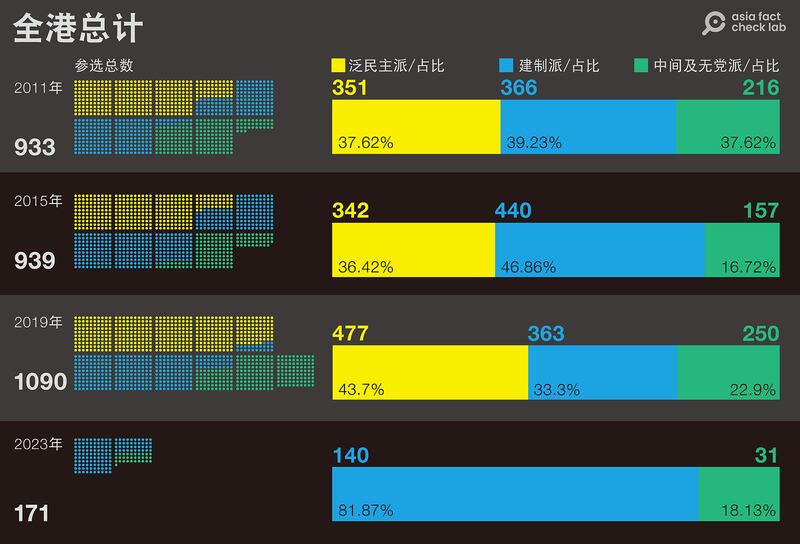 全港总计
asia fact
check lab
参选总数
泛民主派/占比
建制派/占比
中间及无党派/占比
2011年
933
351
366
216
37.62%
39.23%
37.62%
2015年
939
342
440
157
36.42%
46.86%
16.72%
2019年
1090
477
363
250
43.7%
33.3%
22.9%
2023年
171
140
31
81.87%
18.13%